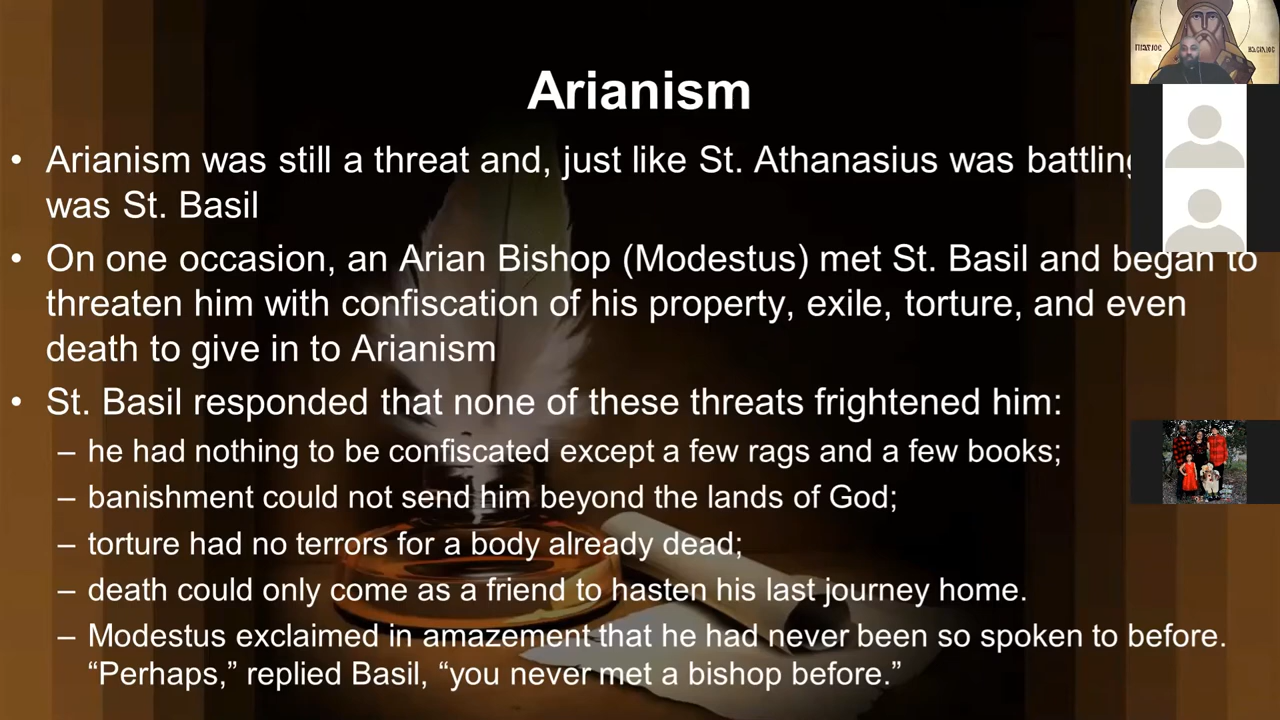 Arianism
• Arianism was still a threat and, just like St. Athanasius was battling
was St. Basil
• On one occasion, an Arian Bishop (Modestus) met St. Basil and began to
threaten him with confiscation of his property, exile, torture, and even
death to give in to Arianism
• St. Basil responded that none of these threats frightened him:
– he had nothing to be confiscated except a few rags and a few books;
– banishment could not send him beyond the lands of God;
– torture had no terrors for a body already dead;
– death could only come as a friend to hasten his last journey home.
– Modestus exclaimed in amazement that he had never been so spoken to before.
“Perhaps,” replied Basil, “you never met a bishop before.”